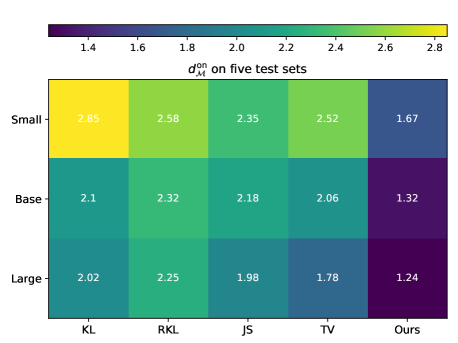 1.4 1.6 1.8 2.0 2.2 2.4 2.6 2.8
$d_{\mathcal{M}}^{\mathrm{on}}$ on five test sets
Small 2.85 2.58 2.35 2.52 1.67
Base 2.1 2.32 2.18 2.06 1.32
Large 2.02 2.25 1.98 1.78 1.24
KL RKL JS TV Ours